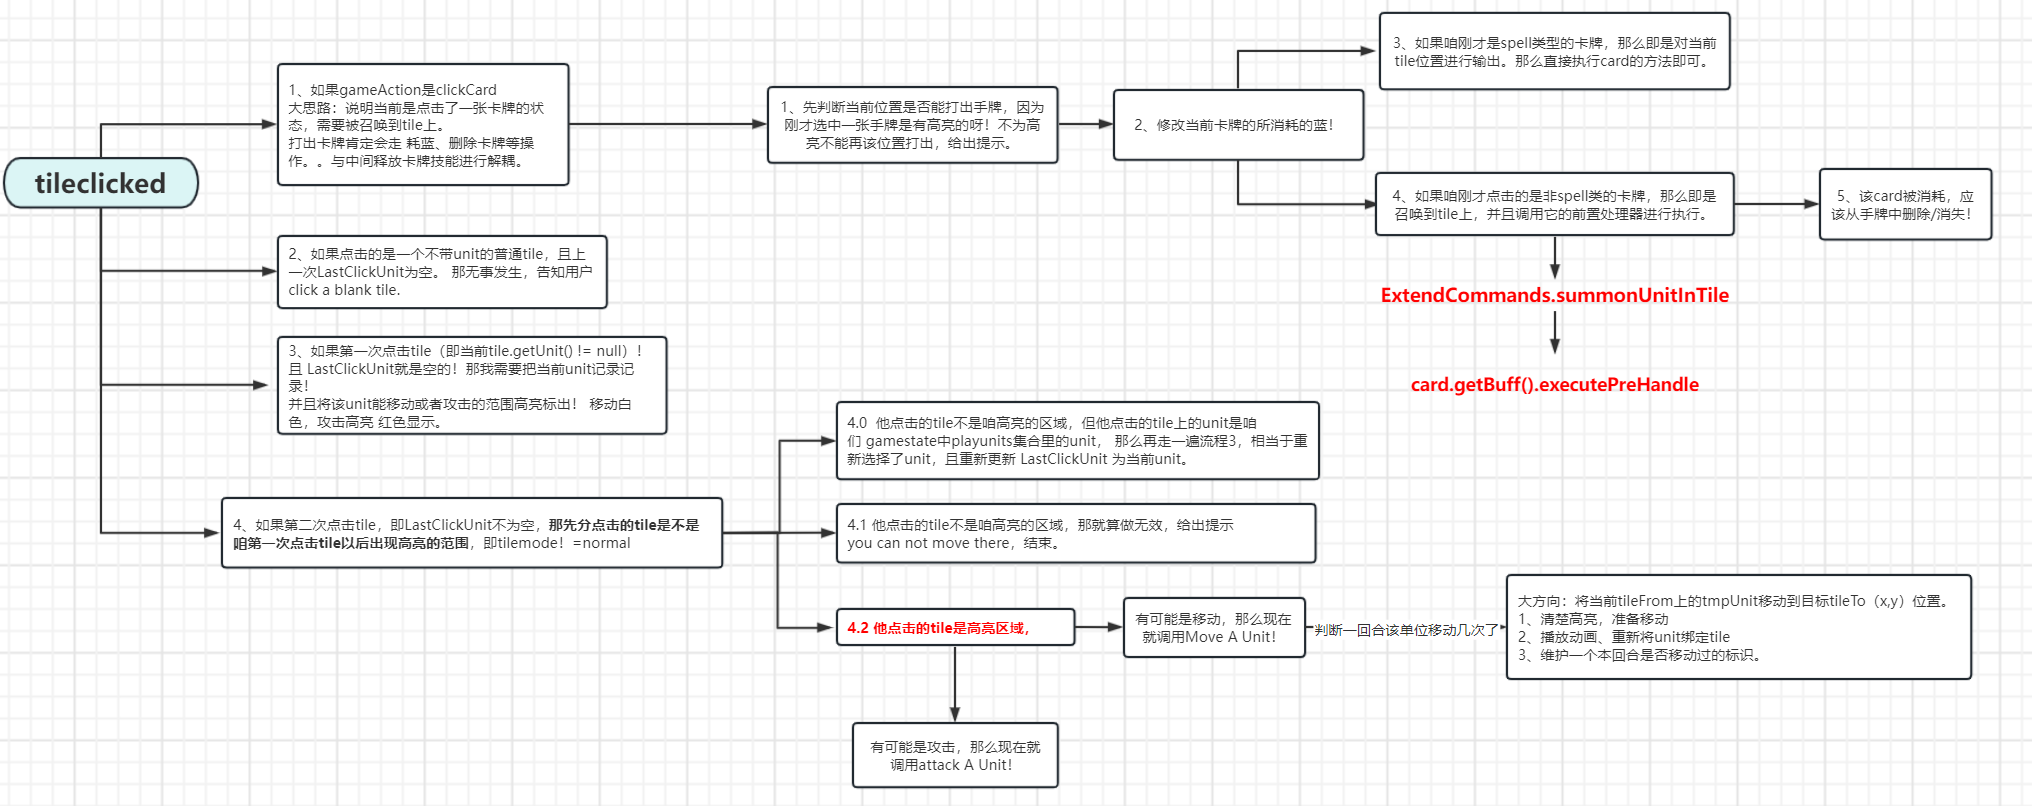 tileclicked
1、如果gameAction是clickCard
大思路：说明当前是点击了一张卡牌的状
态，需要被召唤到tile上。
打出卡牌肯定会走 耗蓝、删除卡牌等操
作。。与中间释放卡牌技能进行解耦。
1、先判断当前位置是否能打出手牌，因为
刚才选中一张手牌是有高亮的呀！不为高
亮不能再该位置打出，给出提示。
2、修改当前卡牌的所消耗的蓝！
3、如果咱刚才是spell类型的卡牌，那么即是对当前
tile位置进行输出。那么直接执行card的方法即可。
4、如果咱刚才点击的是非spell类的卡牌，那么即是
召唤到tile上，并且调用它的前置处理器进行执行。
5、该card被消耗，应
该从手牌中删除/消失！
ExtendCommands.summonUnitInTile
card.getBuff().executePreHandle
2、如果点击的是一个不带unit的普通tile，且上
一次LastClickUnit为空。 那无事发生，告知用户
click a blank tile.
3、如果第一次点击tile（即当前tile.getUnit() != null）！
且 LastClickUnit就是空的！那我需要把当前unit记录记
录！
并且将该unit能移动或者攻击的范围高亮标出！ 移动白
色，攻击高亮 红色显示。
4、如果第二次点击tile，即LastClickUnit不为空，那先分点击的tile是不是
咱第一次点击tile以后出现高亮的范围，即tilemode！=normal
4.0 他点击的tile不是咱高亮的区域，但他点击的tile上的unit是咱
们 gamestate中playunits集合里的unit， 那么再走一遍流程3，相当于重
新选择了unit，且重新更新 LastClickUnit 为当前unit。
4.1 他点击的tile不是咱高亮的区域，那就算做无效，给出提示
you can not move there，结束。
4.2 他点击的tile是高亮区域，
有可能是移动，那么现在
就调用Move A Unit！
判断一回合该单位移动几次了
大方向：将当前tileFrom上的tmpUnit移动到目标tileTo（x,y）位置。
1、清楚高亮，准备移动
2、播放动画、重新将unit绑定tile
3、维护一个本回合是否移动过的标识。
有可能是攻击，那么现在就
调用attack A Unit！